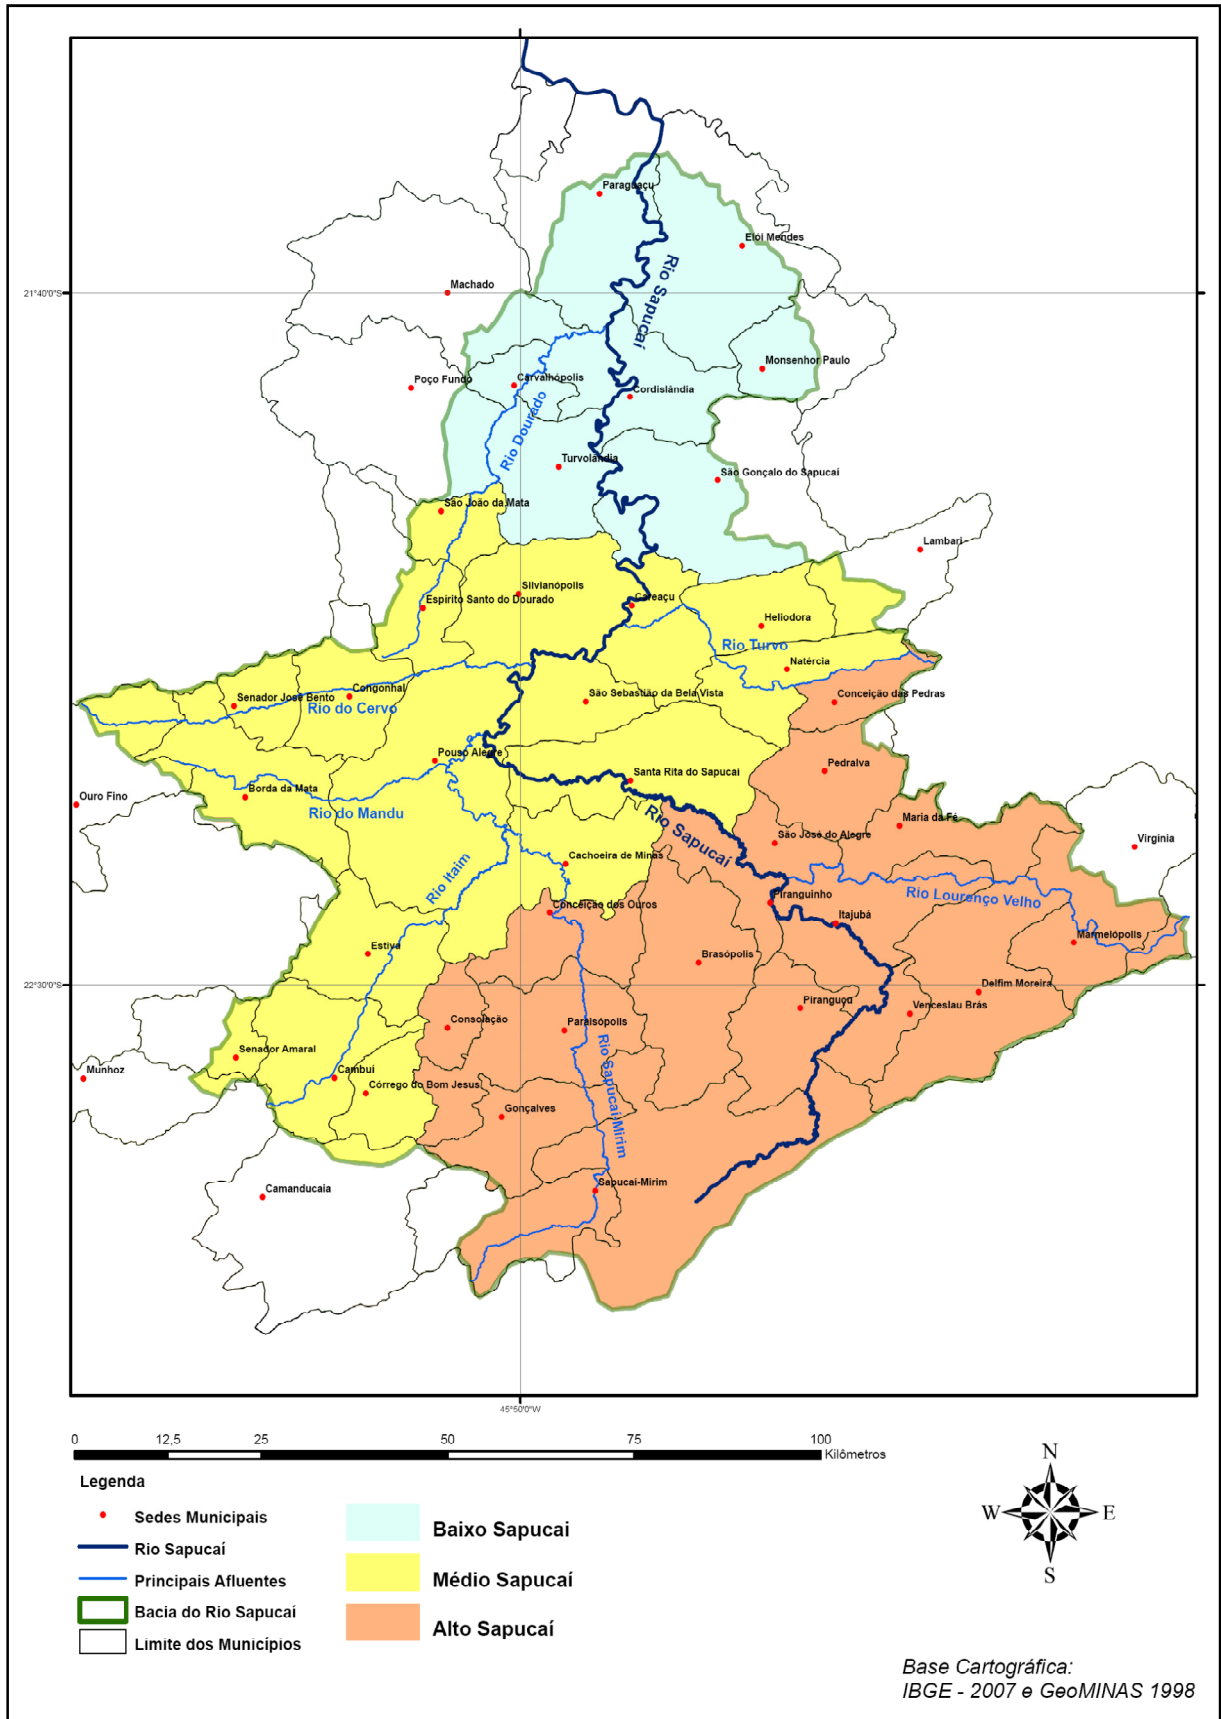 Paraguaçu
Elói Mendes
Rio Sapucaí
Machado
21°40'0"S
Monsenhor Paulo
Poço Fundo
Carvalhópolis
Cordislândia
Rio Dourado
Turvolândia
São Gonçalo do Sapucaí
São João da Mata
Lambari
Silvianópolis
Espírito Santo do Dourado
Careaçu
Heliodora
Rio Turvo
Natércia
São Sebastião da Bela Vista
Conceição das Pedras
Senador José Bento
Congonhal
Rio do Cervo
Pouso Alegre
Pedralva
Santa Rita do Sapucaí
Ouro Fino
Borda da Mata
Rio do Mandu
Rio Sapucaí
Maria da Fé
São José do Alegre
Virgínia
Cachoeira de Minas
Rio Itaim
Rio Lourenço Velho
Piranguinho
Conceição dos Ouros
Itajubá
Marmelópolis
Estiva
Brasópolis
22°30'0"S
Delfim Moreira
Piranguçu
Venceslau Brás
Consolação
Paraisópolis
Rio Sapucaí-Mirim
Senador Amaral
Munhoz
Cambuí
Córrego do Bom Jesus
Gonçalves
Camanducaia
Sapucaí-Mirim
45°50'0"W
0 12,5 25 50 75 100
Kilômetros
Legenda
Sedes Municipais
Rio Sapucaí
Principais Afluentes
Bacia do Rio Sapucaí
Limite dos Municípios
Baixo Sapucai
Médio Sapucaí
Alto Sapucaí
N
W
E
S
Base Cartográfica:
IBGE - 2007 e GeoMINAS 1998